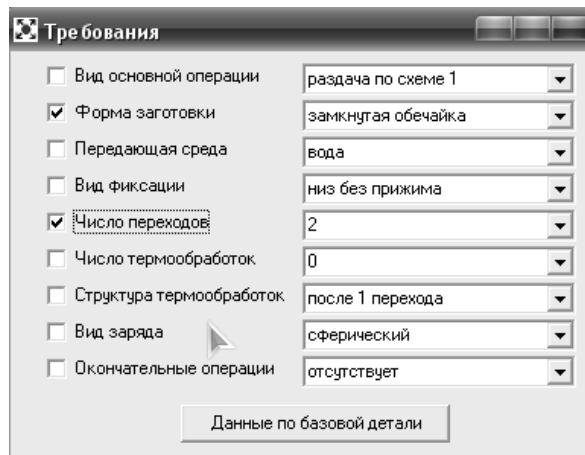 Требования
Вид основной операции раздача по схеме 1
Форма заготовки замкнутая обечайка
Передающая среда вода
Вид фиксации низ без прижима
Число переходов 2
Число термообработок 0
Структура термообработок после 1 перехода
Вид заряда сферический
Окончательные операции отсутствует
Данные по базовой детали